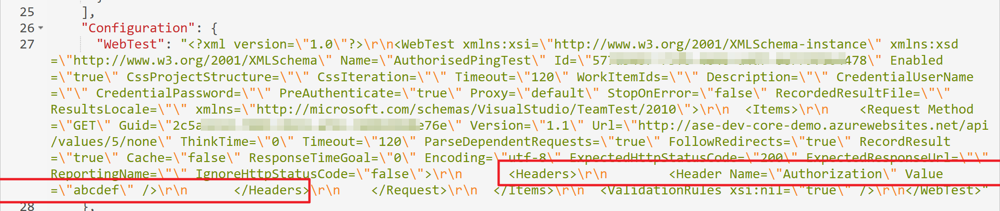 25 ],
26 "Configuration": {
27 "WebTest": "<?xml version=\"1.0\"?>\r\n<WebTest xmlns:xsi=\"http://www.w3.org/2001/XMLSchema-instance\" xmlns:xsd
=\"http://www.w3.org/2001/XMLSchema\" Name=\"AuthorisedPingTest\" Id=\"577 478\" Enabled
=\"true\" CssProjectStructure=\"\" CssIteration=\"\" Timeout=\"120\" WorkItemIds=\"\" Description=\"\" CredentialUserName
=\"\" CredentialPassword=\"\" PreAuthenticate=\"true\" Proxy=\"default\" StopOnError=\"false\" RecordedResultFile=\"\"
ResultsLocale=\"\" xmlns=\"http://microsoft.com/schemas/VisualStudio/TeamTest/2010\">\r\n  <Items>\r\n    <Request Method
=\"GET\" Guid=\"2c5a e76e\" Version=\"1.1\" Url=\"http://ase-dev-core-demo.azurewebsites.net/api
/values/5/none\" ThinkTime=\"0\" Timeout=\"120\" ParseDependentRequests=\"true\" FollowRedirects=\"true\" RecordResult
=\"true\" Cache=\"false\" ResponseTimeGoal=\"0\" Encoding=\"utf-8\" ExpectedHttpStatusCode=\"200\" ExpectedResponseUrl=\"\"
ReportingName=\"\" IgnoreHttpStatusCode=\"false\">\r\n      <Headers>\r\n        <Header Name=\"Authorization\" Value
=\"abcdef\" />\r\n      </Headers>\r\n    </Request>\r\n  </Items>\r\n  <ValidationRules xsi:nil=\"true\" />\r\n</WebTest>"
28 },